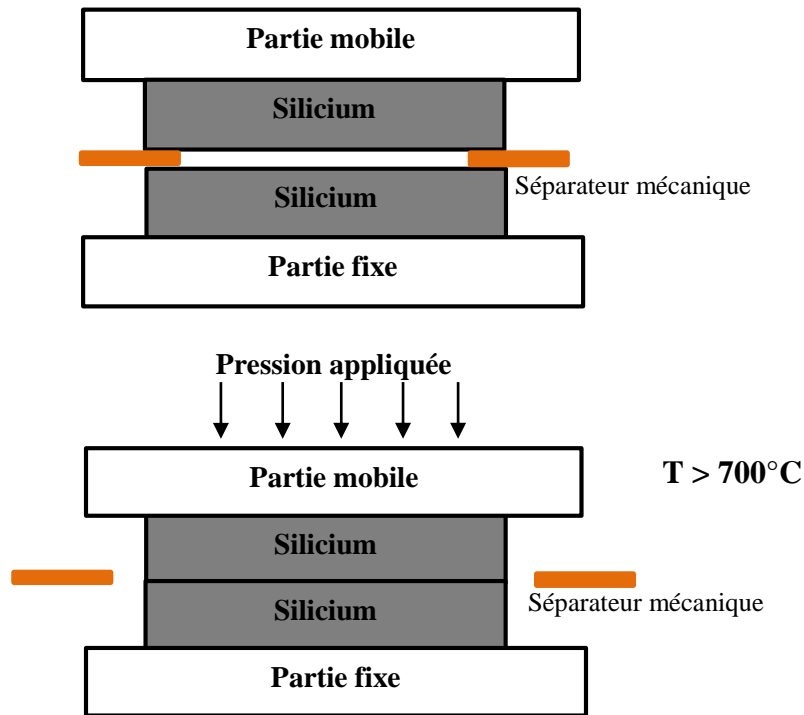 Partie mobile
Silicium
Séparateur mécanique
Silicium
Partie fixe
Pression appliquée
Partie mobile
T > 700°C
Silicium
Silicium
Séparateur mécanique
Partie fixe